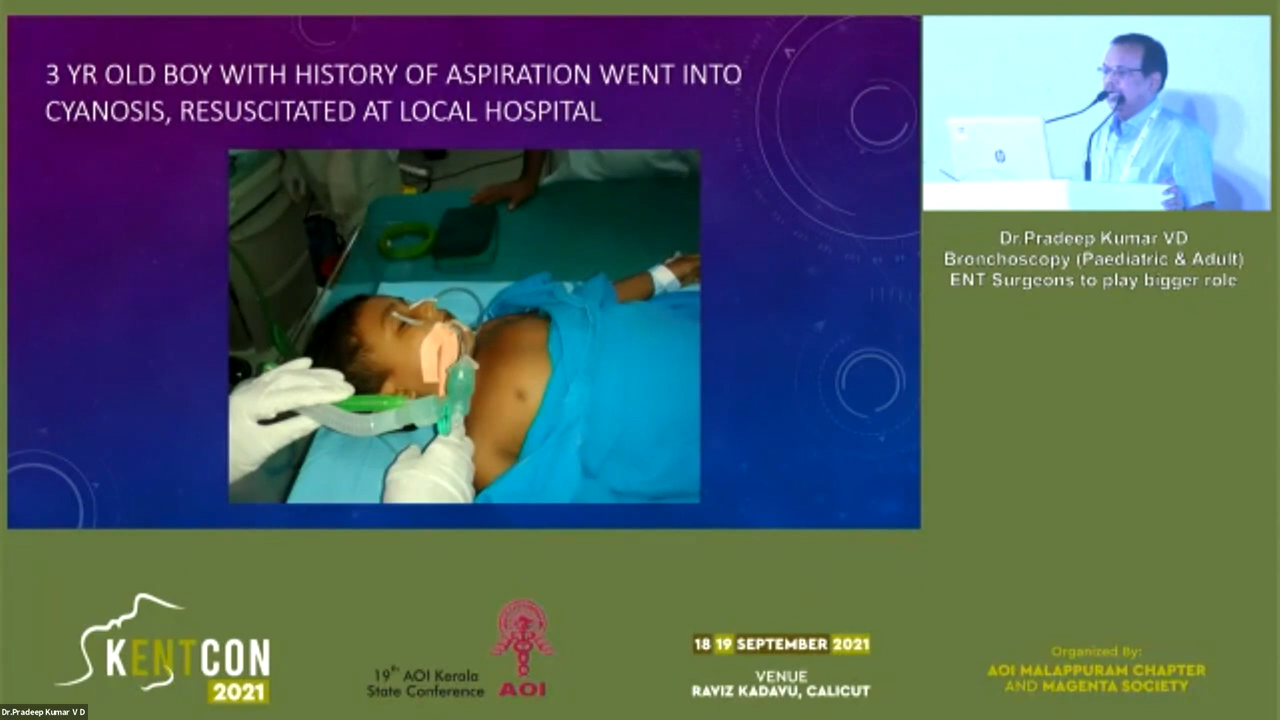 3 YR OLD BOY WITH HISTORY OF ASPIRATION WENT INTO
CYANOSIS, RESUSCITATED AT LOCAL HOSPITAL
Dr.Pradeep Kumar VD
Bronchoscopy (Paediatric & Adult)
ENT Surgeons to play bigger role
KENTCON
2021
19th AOI Kerala
State Conference
AOI
18 19 SEPTEMBER 2021
VENUE
RAVIZ KADAVU, CALICUT
Organized By:
AOI MALAPPURAM CHAPTER
AND MAGENTA SOCIETY
Dr.Pradeep Kumar V D